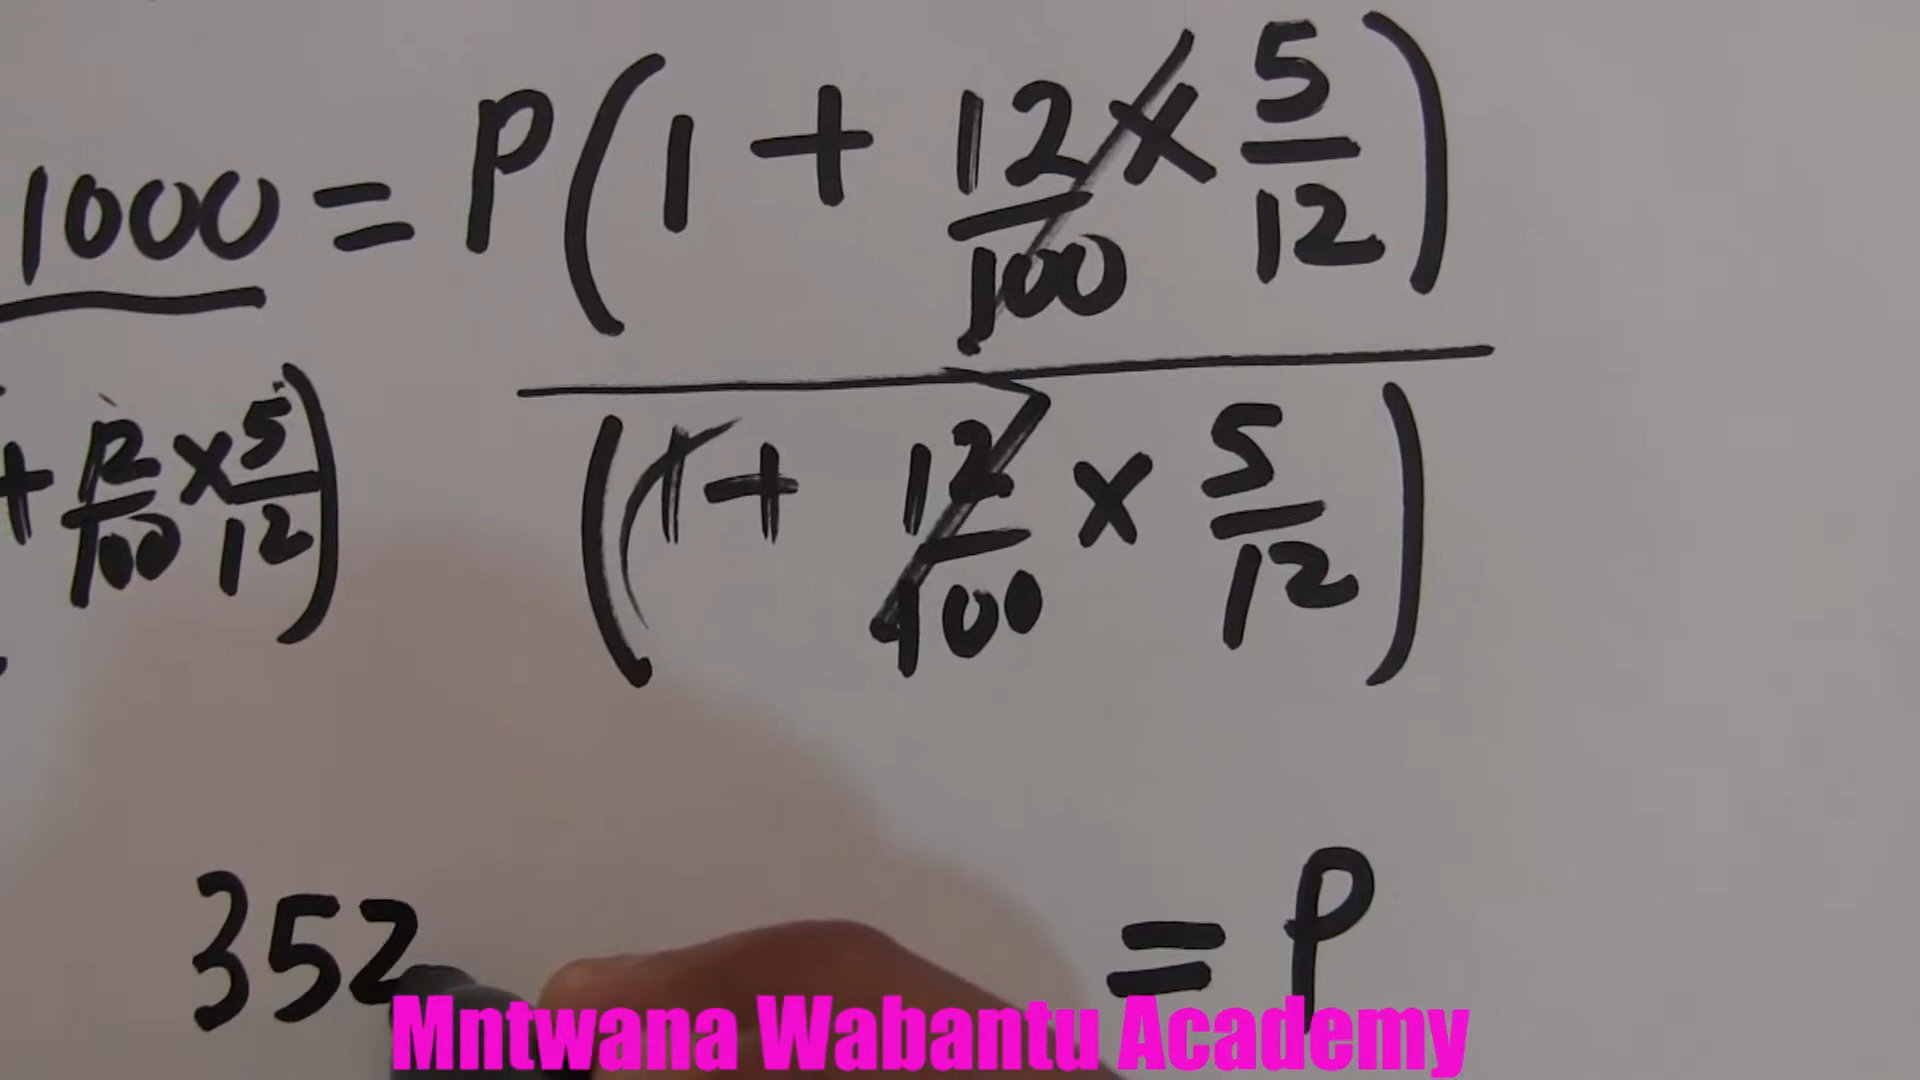 1000 = P(1 + 12/100 x 5/12)
+ 12/100 x 5/12) (1 + 12/100 x 5/12)
352 = P
Mntwana Wabantu Academy